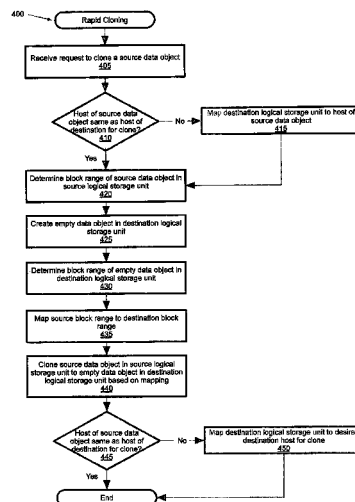 400
Rapid Cloning
Receive request to clone a source data
object
405
Host of source
data object
same as host of
destination for clone?
410
No
Map destination logical storage unit to host of
source data object
415
Yes
Determine block range of source data object in
source logical storage unit
420
Create empty data object in destination logical
storage unit
425
Determine block range of empty data object in
destination logical storage unit
430
Map source block range to destination block
range
435
Clone source data object in source logical
storage unit to empty data object in destination
logical storage unit based on mapping
440
Host of source
data object same as host of
destination for clone?
445
No
Map destination logical storage unit to desired
destination host for clone
450
Yes
End